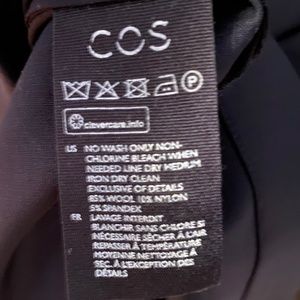 COS
P
clevercare.info
US NO WASH ONLY NON-
CHLORINE BLEACH WHEN
NEEDED LINE DRY MEDIUM
IRON DRY CLEAN
EXCLUSIVE OF DETAILS
85% WOOL 10% NYLON
5% SPANDEX
FR LAVAGE INTERDIT
BLANCHIR SANS CHLORE SI
NÉCESSAIRE SÉCHER À L'AIR
REPASSER À TEMPÉRATURE
MOYENNE NETTOYAGE À
SEC. À L'EXCEPTION DES
DÉTAILS